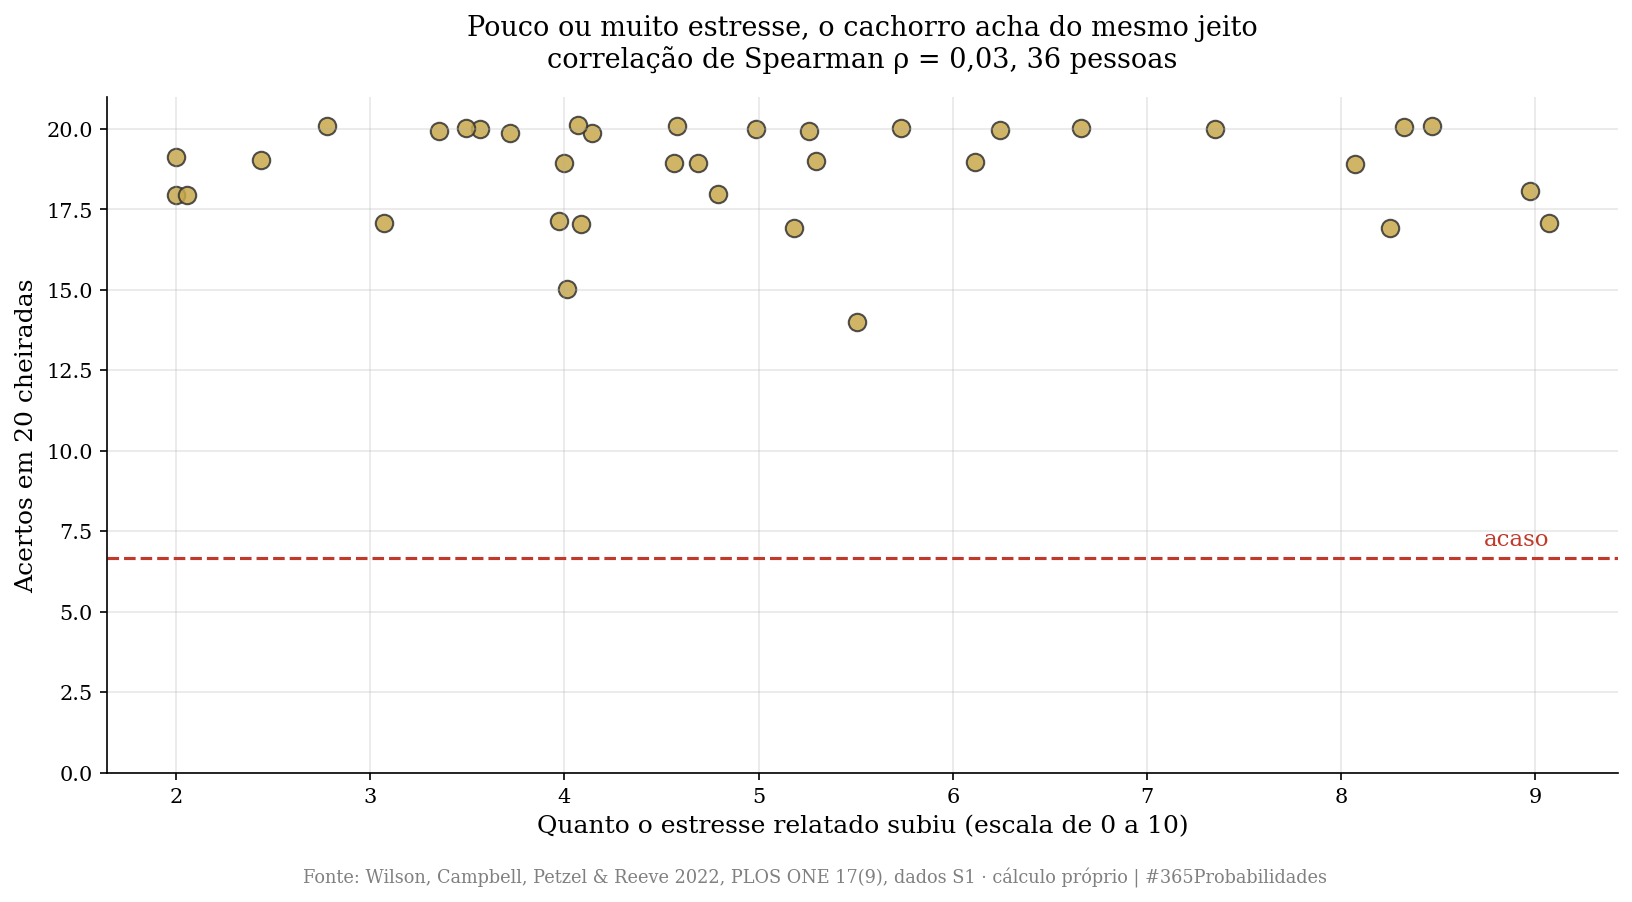 Pouco ou muito estresse, o cachorro acha do mesmo jeito
correlação de Spearman ρ = 0,03, 36 pessoas
Acertos em 20 cheiradas
20.0
17.5
15.0
12.5
10.0
7.5
5.0
2.5
0.0
acaso
2 3 4 5 6 7 8 9
Quanto o estresse relatado subiu (escala de 0 a 10)
Fonte: Wilson, Campbell, Petzel & Reeve 2022, PLOS ONE 17(9), dados S1 · cálculo próprio | #365Probabilidades